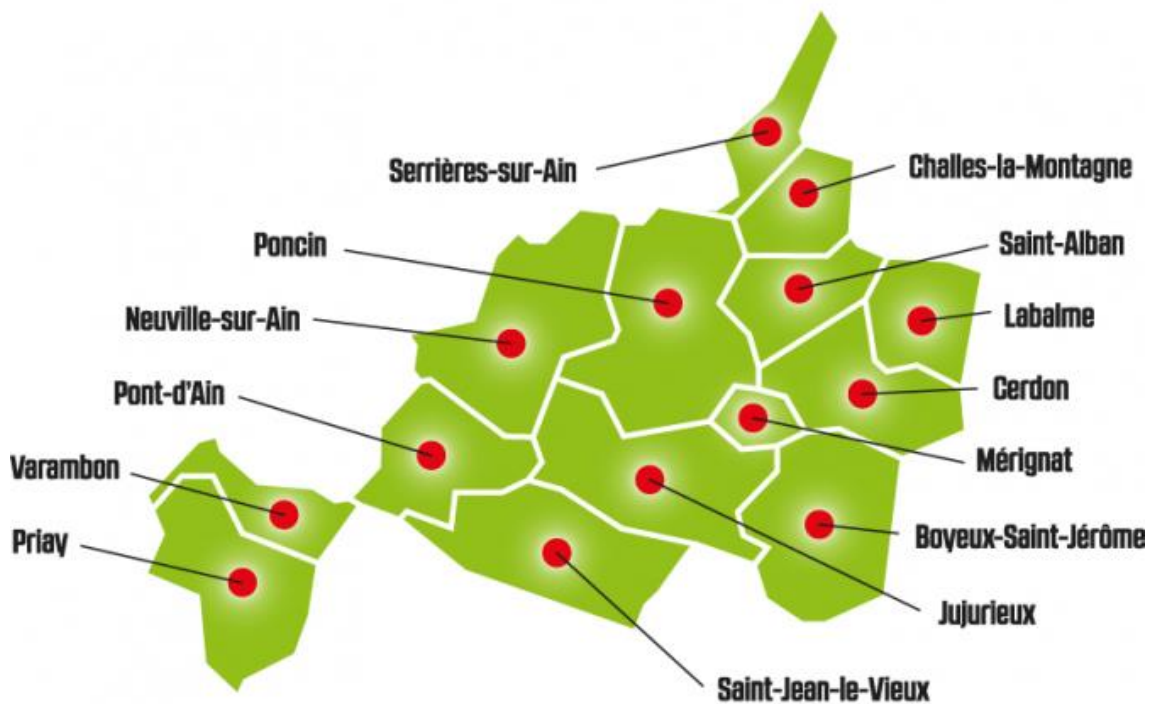 Serrières-sur-Ain
Challes-la-Montagne
Poncin
Saint-Alban
Neuville-sur-Ain
Labalme
Pont-d'Ain
Cerdon
Varambon
Mérignat
Priay
Boyeux-Saint-Jérôme
Jujurieux
Saint-Jean-le-Vieux